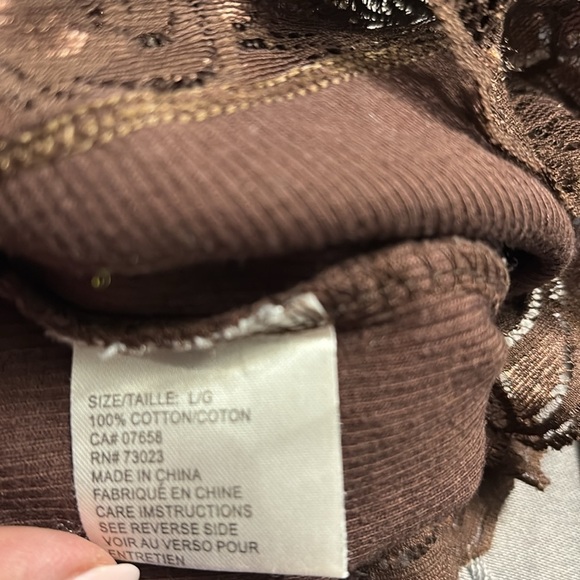 SIZE/TAILLE: L/G
100% COTTON/COTON
CA# 07658
RN# 73023
MADE IN CHINA
FABRIQUÉ EN CHINE
CARE IMSTRUCTIONS
SEE REVERSE SIDE
VOIR AU VERSO POUR
ENTRETIEN